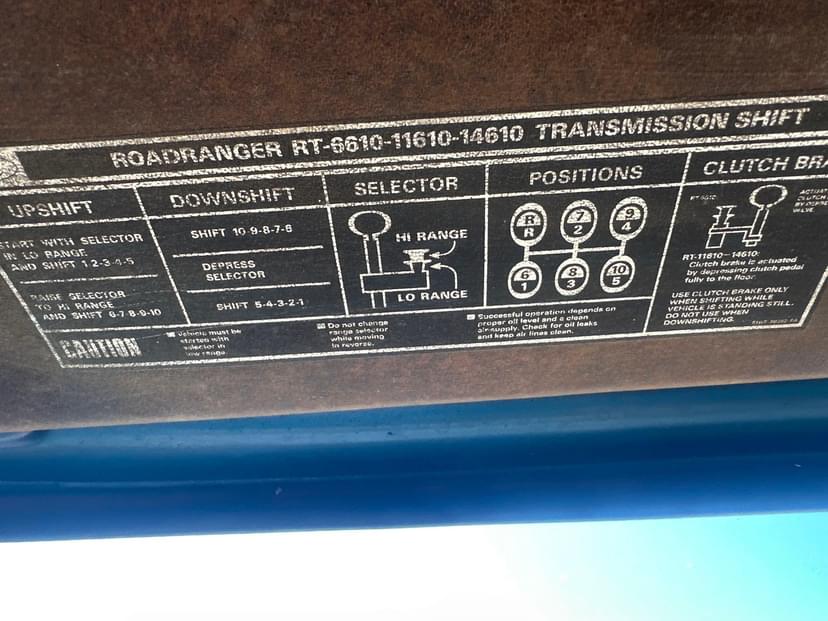 ROADRANGER RT-6610-11610-14610 TRANSMISSION SHIFT
UPSHIFT
START WITH SELECTOR
IN LO RANGE
AND SHIFT 1-2-3-4-5
RAISE SELECTOR
TO HI RANGE
AND SHIFT 6-7-8-9-10
DOWNSHIFT
SHIFT 10-9-8-7-6
DEPRESS
SELECTOR
SHIFT 5-4-3-2-1
SELECTOR
HI RANGE
LO RANGE
POSITIONS
R 7 9
R 2 4
6 8 10
1 3 5
CLUTCH BRA
RT-11610-14610:
Clutch brake is actuated
by depressing clutch pedal
fully to the floor.
USE CLUTCH BRAKE ONLY
WHEN SHIFTING WHILE
VEHICLE IS STANDING STILL.
DO NOT USE WHEN
DOWNSHIFTING.
CAUTION
Vehicle must be
started with
selector in
low range.
Do not change
range selector
while moving
in reverse.
Successful operation depends on
proper oil level and a clean
air supply. Check for oil leaks
and keep air lines clean.